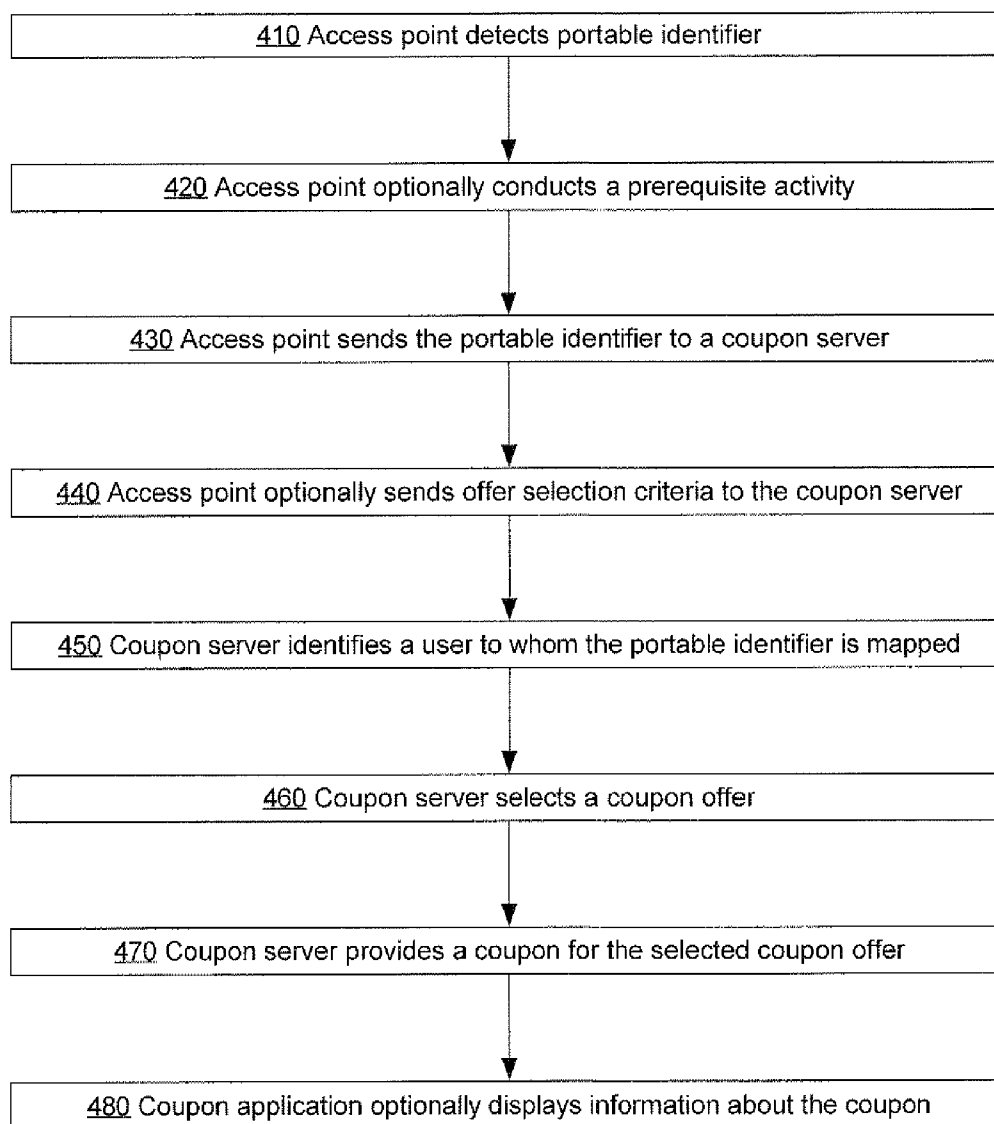 410 Access point detects portable identifier
420 Access point optionally conducts a prerequisite activity
430 Access point sends the portable identifier to a coupon server
440 Access point optionally sends offer selection criteria to the coupon server
450 Coupon server identifies a user to whom the portable identifier is mapped
460 Coupon server selects a coupon offer
470 Coupon server provides a coupon for the selected coupon offer
480 Coupon application optionally displays information about the coupon